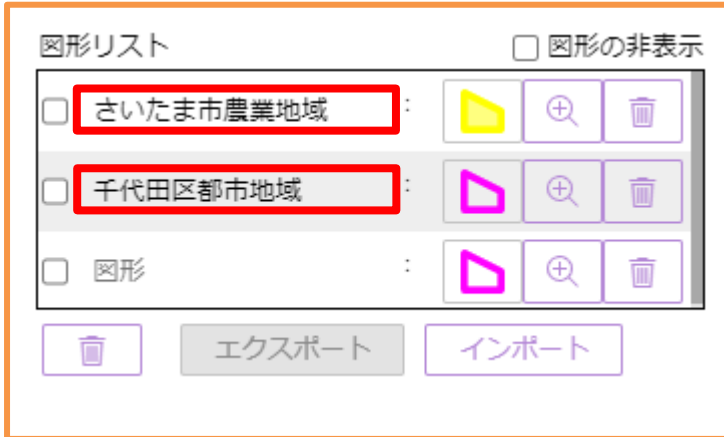 図形リスト 図形の非表示
さいたま市農業地域 :
千代田区都市地域 :
図形 :
エクスポート インポート